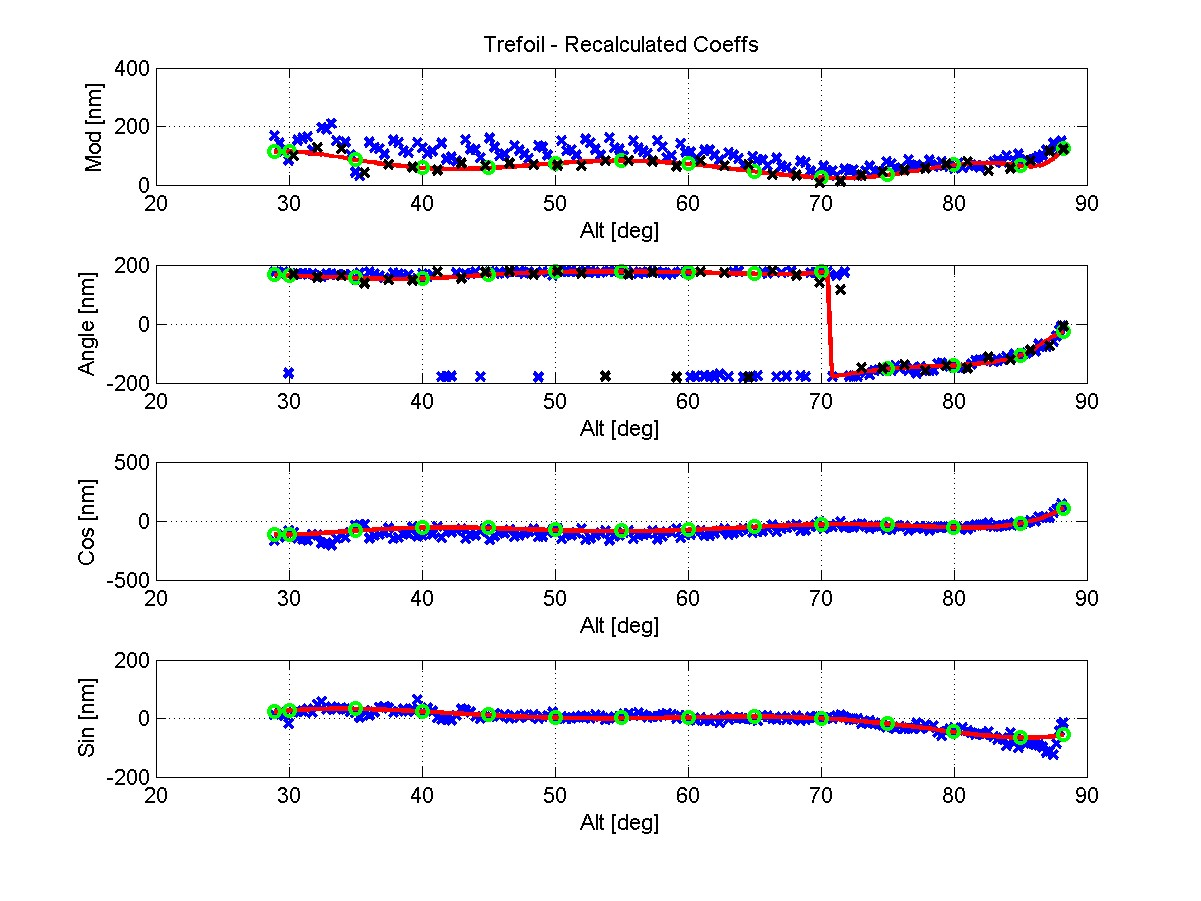 Trefoil - Recalculated Coeffs
400
200
0
Mod [nm]
20 30 40 50 60 70 80 90
Alt [deg]
200
0
-200
Angle [nm]
20 30 40 50 60 70 80 90
Alt [deg]
500
0
-500
Cos [nm]
20 30 40 50 60 70 80 90
Alt [deg]
200
0
-200
Sin [nm]
20 30 40 50 60 70 80 90
Alt [deg]